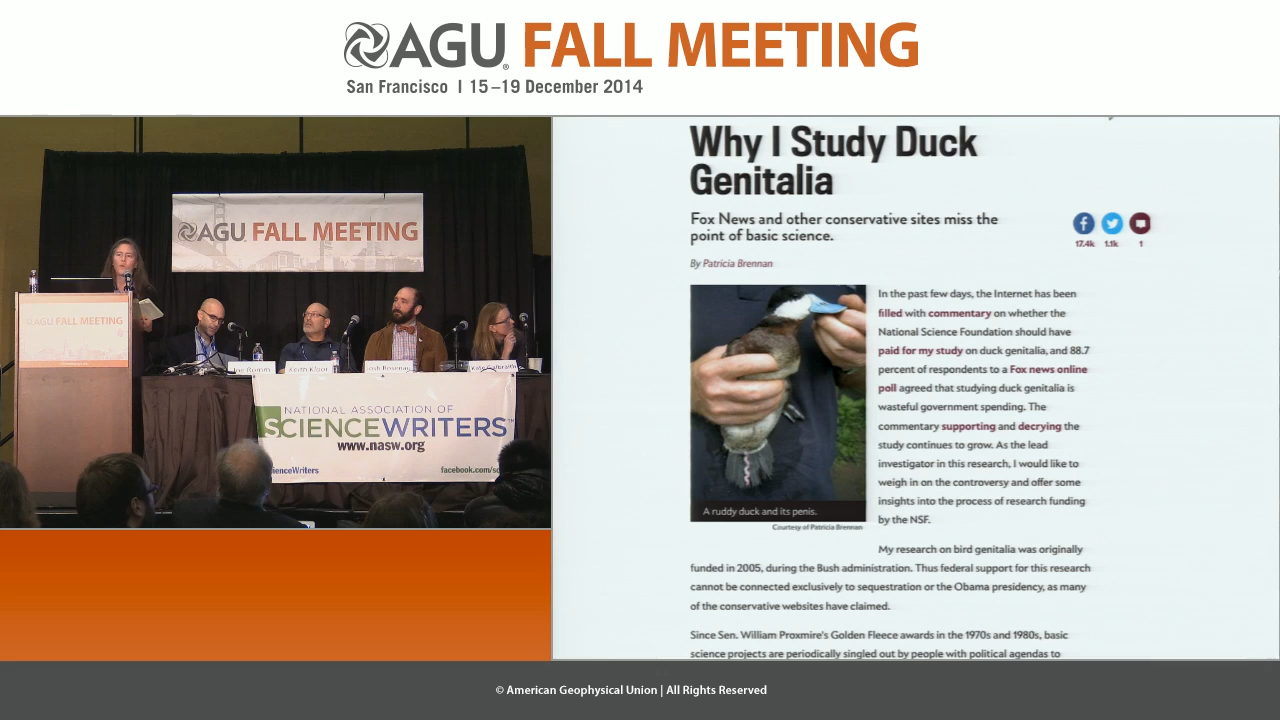 AGU FALL MEETING
San Francisco | 15–19 December 2014
AGU FALL MEETING
AGU FALL MEETING
Joe Romm
Keith Kloor
Josh Rosenau
NATIONAL ASSOCIATION OF
SCIENCEWRITERS
www.nasw.org
ienceWriters
facebook.com/sc
Why I Study Duck
Genitalia
Fox News and other conservative sites miss the
point of basic science.
17.4k 1.1k 1
By Patricia Brennan
A ruddy duck and its penis.
Courtesy of Patricia Brennan
In the past few days, the Internet has been
filled with commentary on whether the
National Science Foundation should have
paid for my study on duck genitalia, and 88.7
percent of respondents to a Fox news online
poll agreed that studying duck genitalia is
wasteful government spending. The
commentary supporting and decrying the
study continues to grow. As the lead
investigator in this research, I would like to
weigh in on the controversy and offer some
insights into the process of research funding
by the NSF.
My research on bird genitalia was originally
funded in 2005, during the Bush administration. Thus federal support for this research
cannot be connected exclusively to sequestration or the Obama presidency, as many
of the conservative websites have claimed.
Since Sen. William Proxmire's Golden Fleece awards in the 1970s and 1980s, basic
science projects are periodically singled out by people with political agendas to
© American Geophysical Union | All Rights Reserved